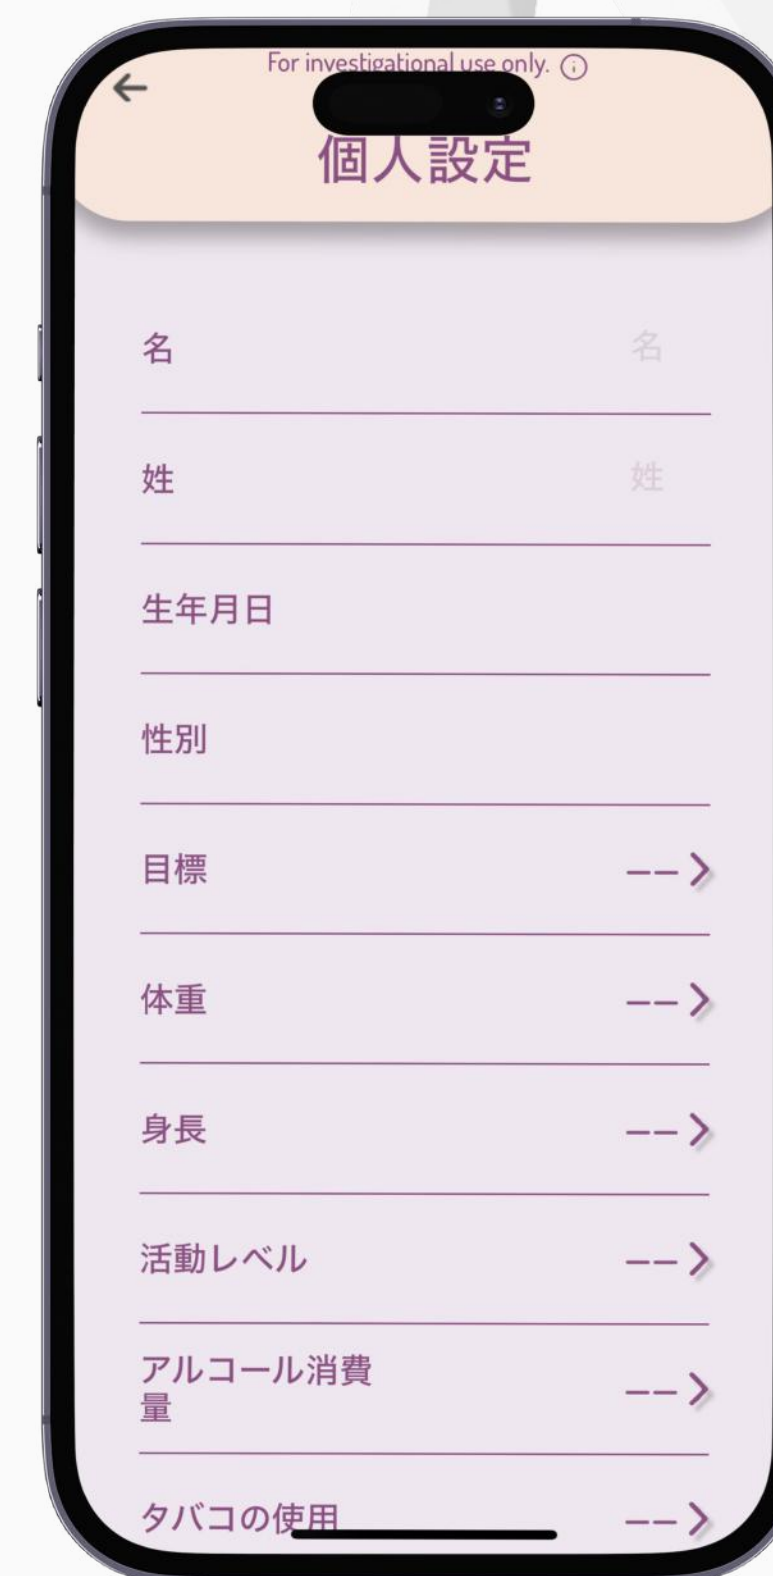 For investigational use only.
個人設定
名 名
姓 姓
生年月日
性別
目標 --
体重 --
身長 --
活動レベル --
アルコール消費
量 --
タバコの使用 --